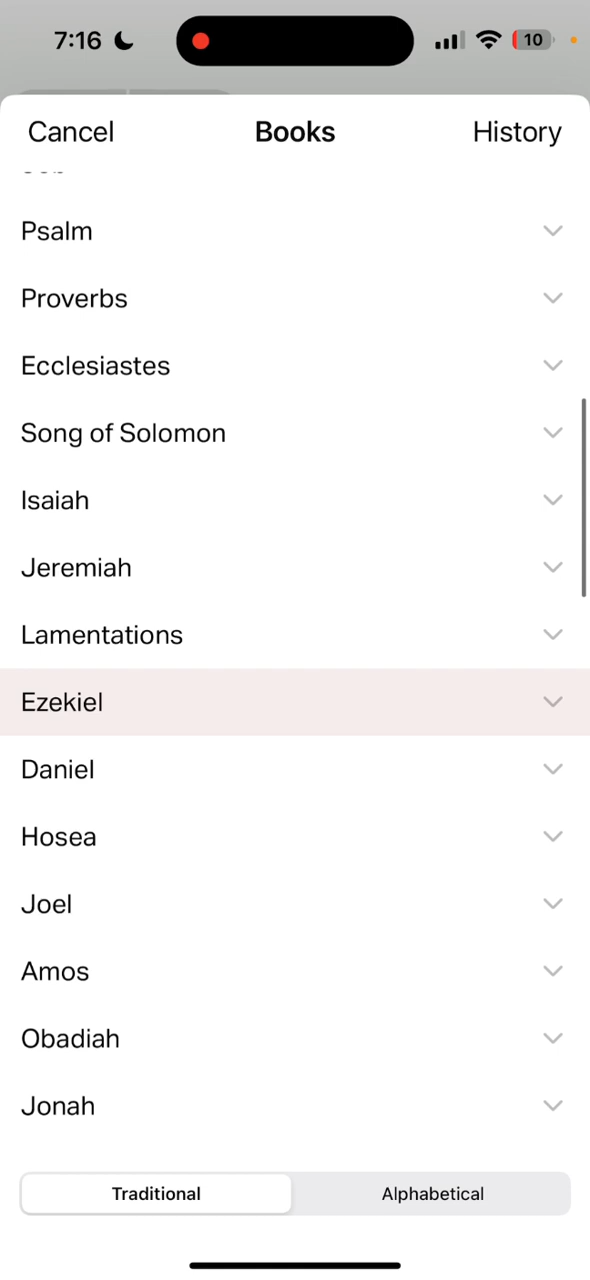 7:16
10
Cancel
Books
History
Psalm
Proverbs
Ecclesiastes
Song of Solomon
Isaiah
Jeremiah
Lamentations
Ezekiel
Daniel
Hosea
Joel
Amos
Obadiah
Jonah
Traditional
Alphabetical